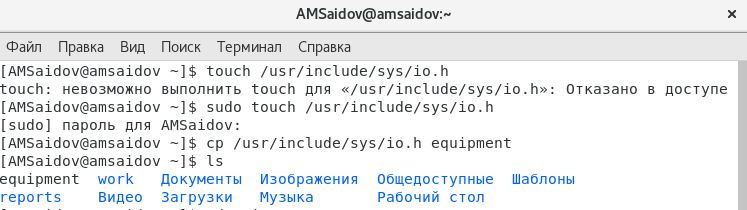 AMSaidov@amsaidov:~
Файл Правка Вид Поиск Терминал Справка
[AMSaidov@amsaidov ~]$ touch /usr/include/sys/io.h
touch: невозможно выполнить touch для «/usr/include/sys/io.h»: Отказано в доступе
[AMSaidov@amsaidov ~]$ sudo touch /usr/include/sys/io.h
[sudo] пароль для AMSaidov:
[AMSaidov@amsaidov ~]$ cp /usr/include/sys/io.h equipment
[AMSaidov@amsaidov ~]$ ls
equipment work Документы Изображения Общедоступные Шаблоны
reports Видео Загрузки Музыка Рабочий стол